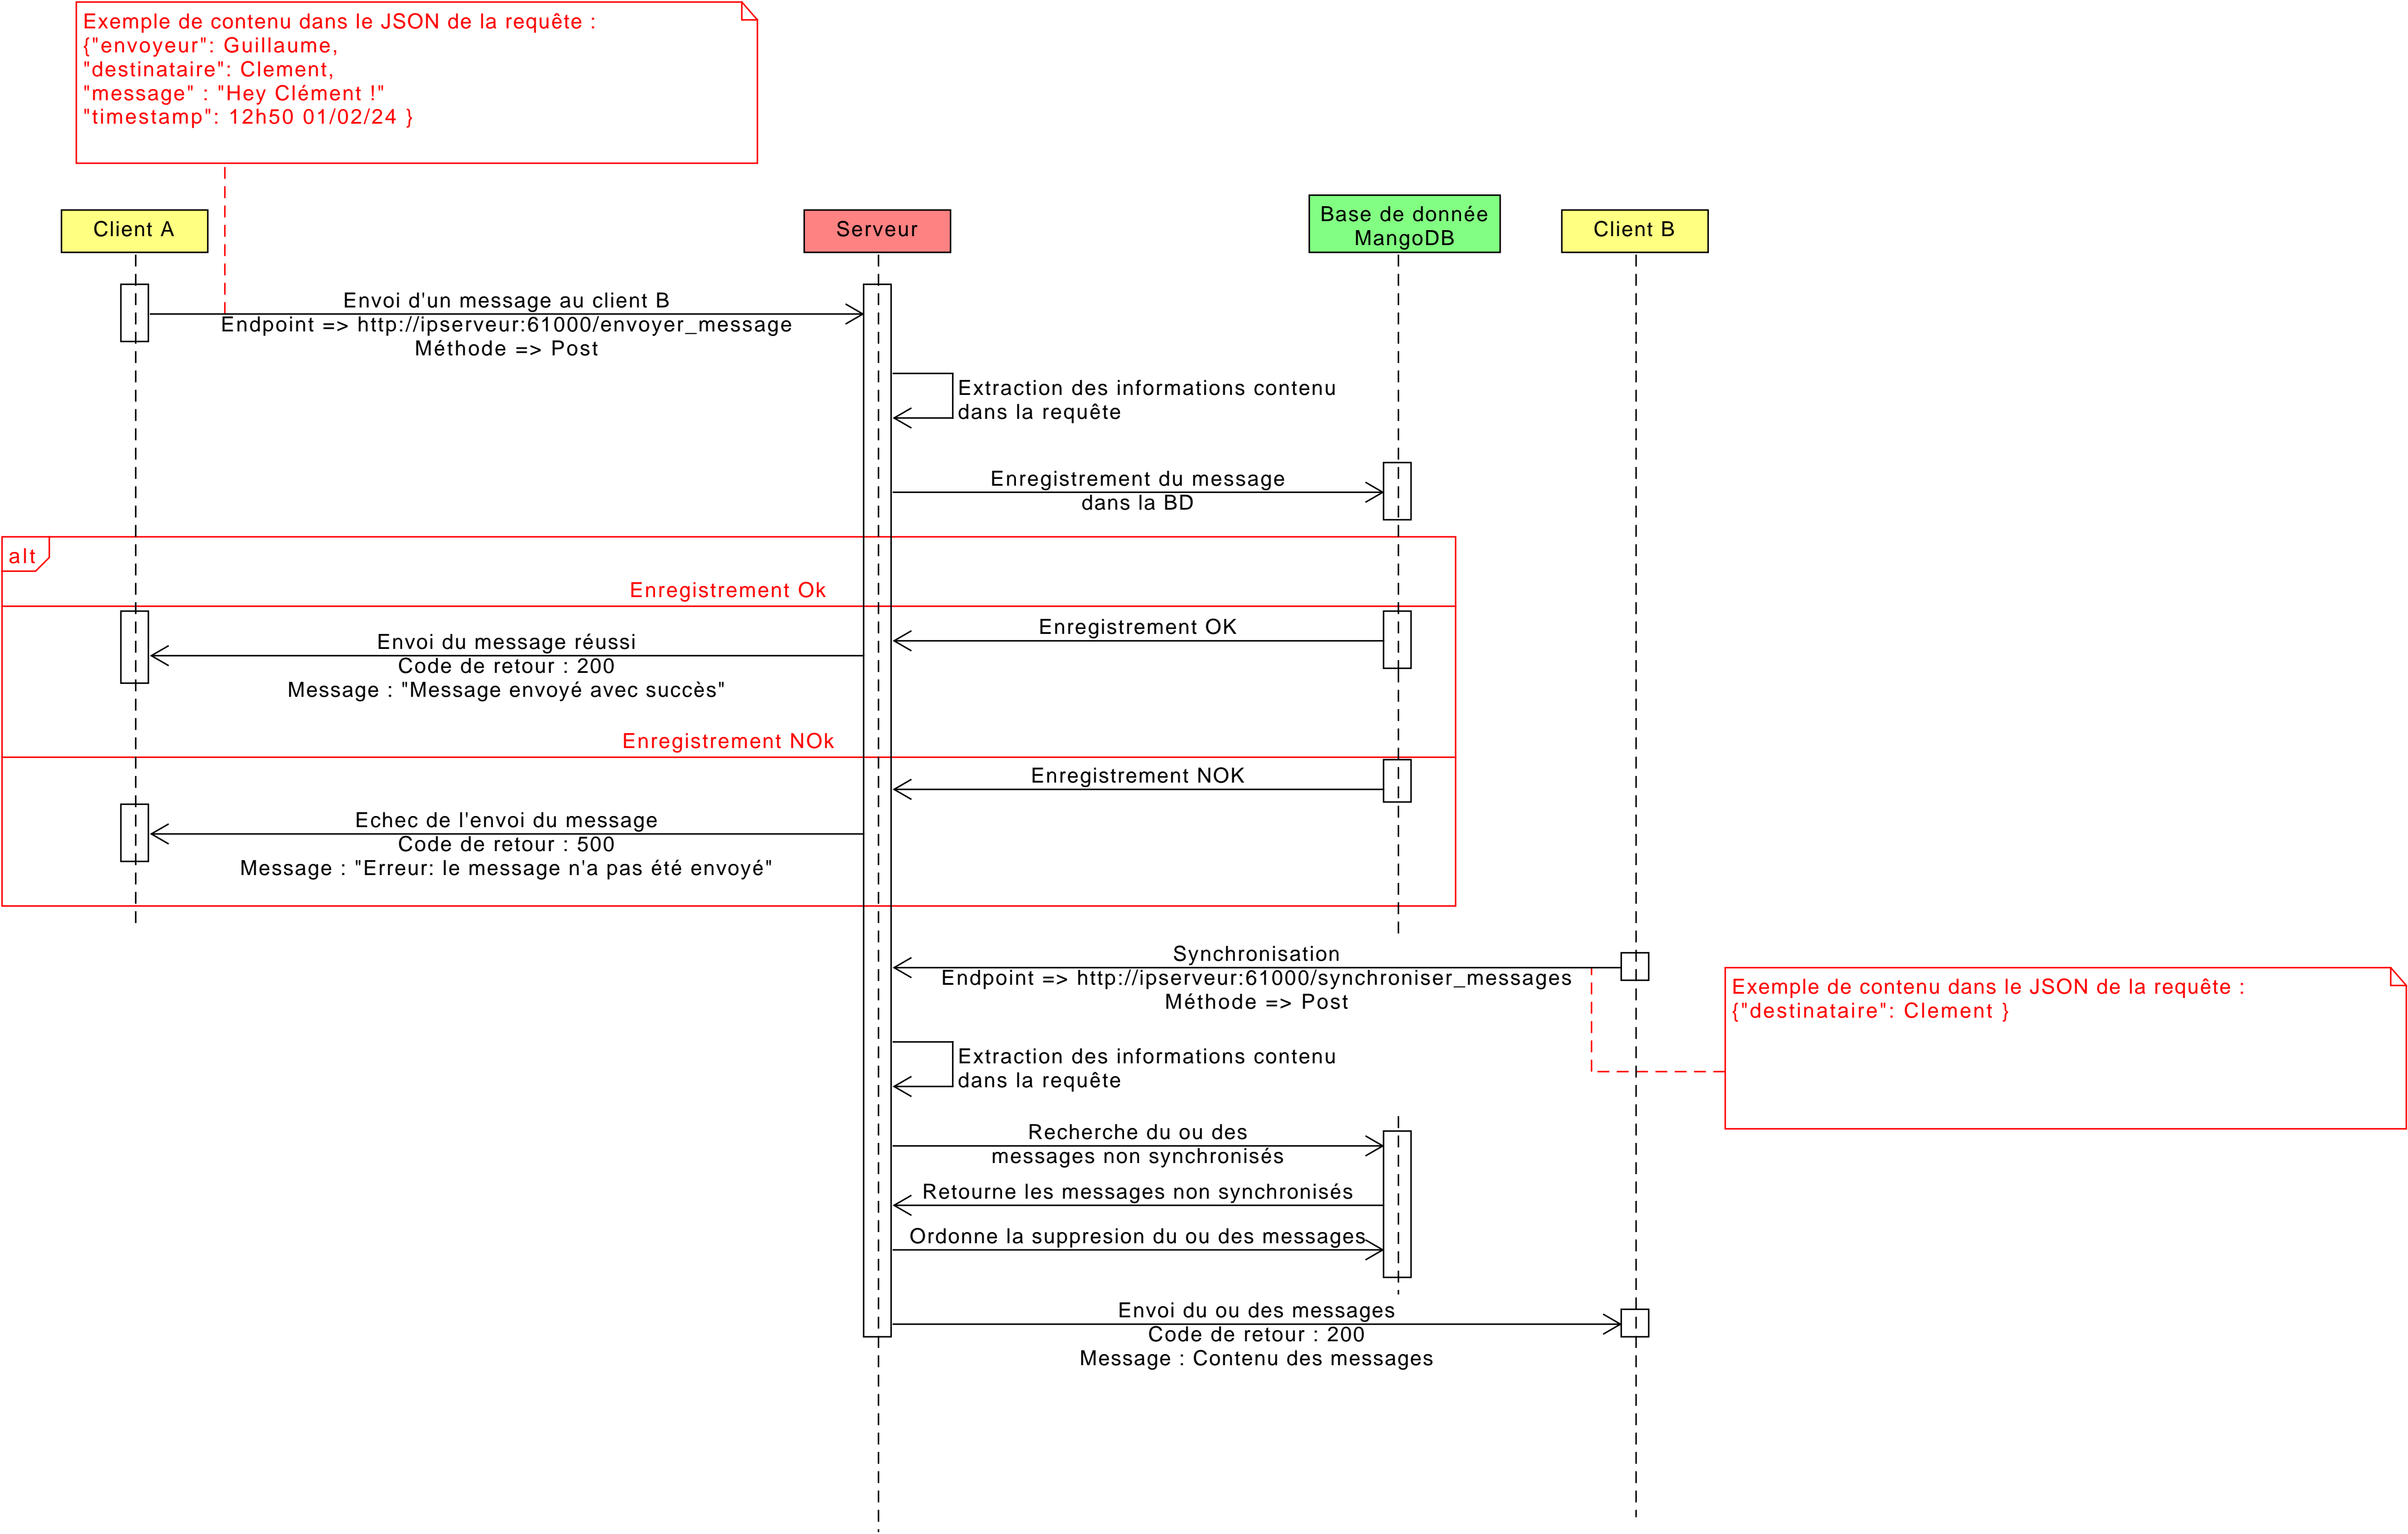 Exemple de contenu dans le JSON de la requête :
{"envoyeur": Guillaume,
"destinataire": Clement,
"message" : "Hey Clément !"
"timestamp": 12h50 01/02/24 }
Client A
Serveur
Base de donnée
MangoDB
Client B
Envoi d'un message au client B
Endpoint => http://ipserveur:61000/envoyer_message
Méthode => Post
Extraction des informations contenu
dans la requête
Enregistrement du message
dans la BD
alt
Enregistrement Ok
Enregistrement OK
Envoi du message réussi
Code de retour : 200
Message : "Message envoyé avec succès"
Enregistrement NOk
Enregistrement NOK
Echec de l'envoi du message
Code de retour : 500
Message : "Erreur: le message n'a pas été envoyé"
Synchronisation
Endpoint => http://ipserveur:61000/synchroniser_messages
Méthode => Post
Exemple de contenu dans le JSON de la requête :
{"destinataire": Clement }
Extraction des informations contenu
dans la requête
Recherche du ou des
messages non synchronisés
Retourne les messages non synchronisés
Ordonne la suppresion du ou des messages
Envoi du ou des messages
Code de retour : 200
Message : Contenu des messages